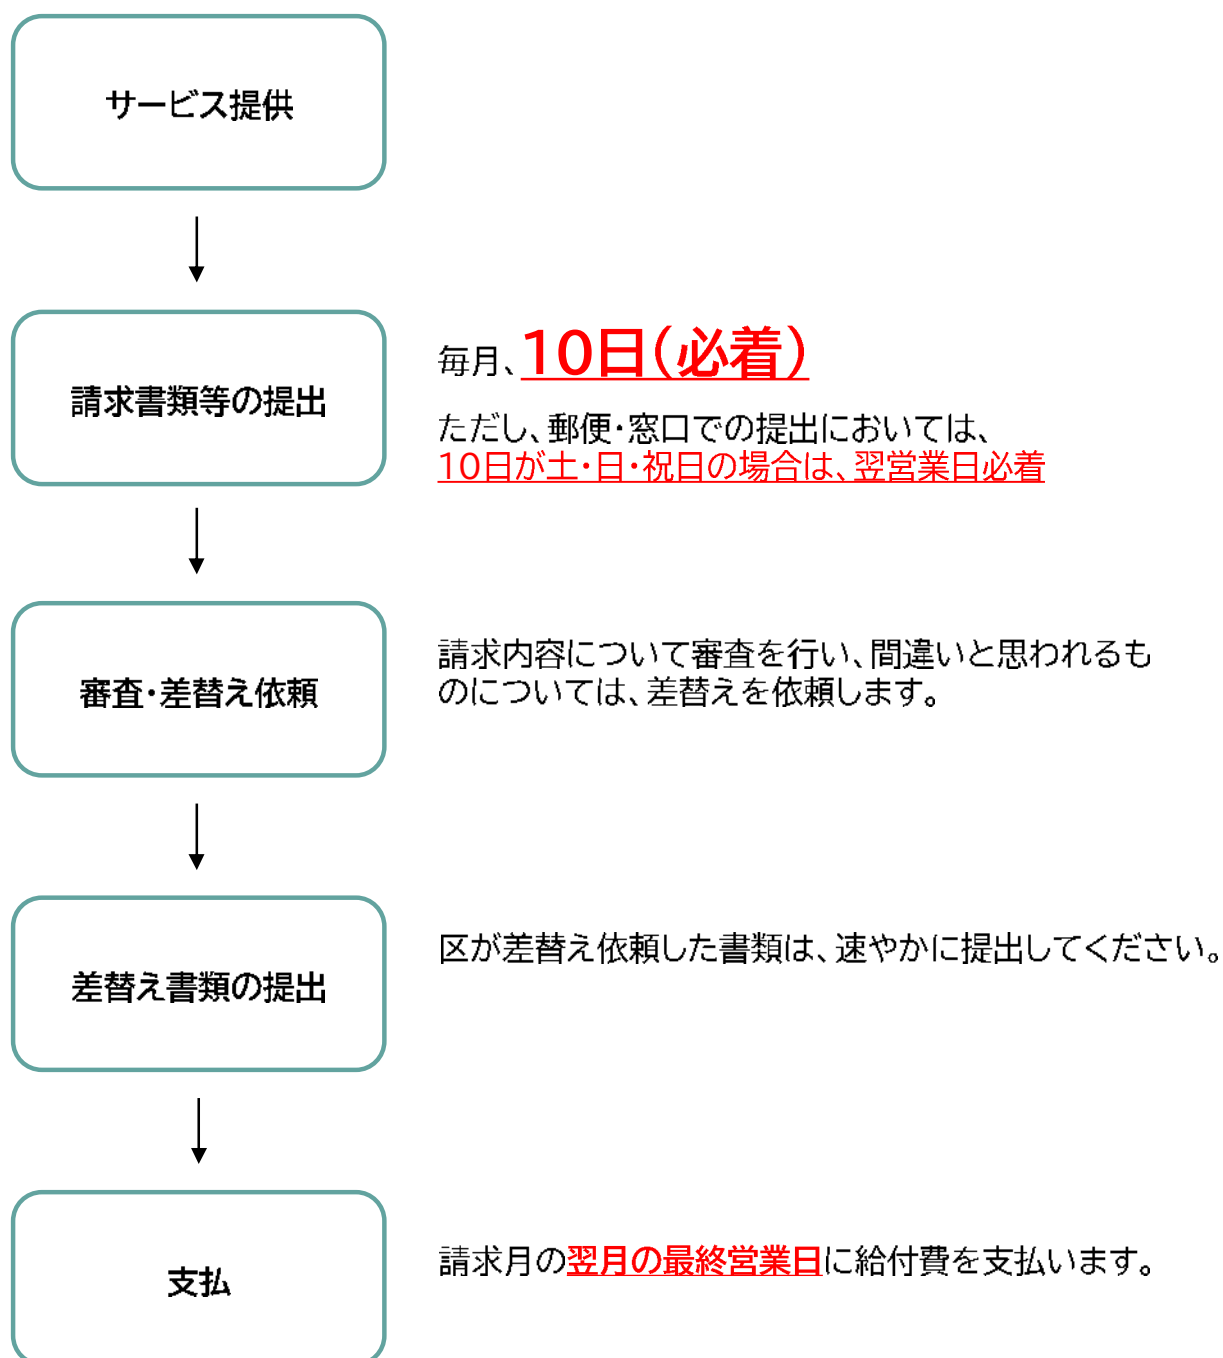 サービス提供
請求書類等の提出
毎月、10日(必着)
ただし、郵便・窓口での提出においては、
10日が土・日・祝日の場合は、翌営業日必着
審査・差替え依頼
請求内容について審査を行い、間違いと思われるも
のについては、差替えを依頼します。
差替え書類の提出
区が差替え依頼した書類は、速やかに提出してください。
支払
請求月の翌月の最終営業日に給付費を支払います。